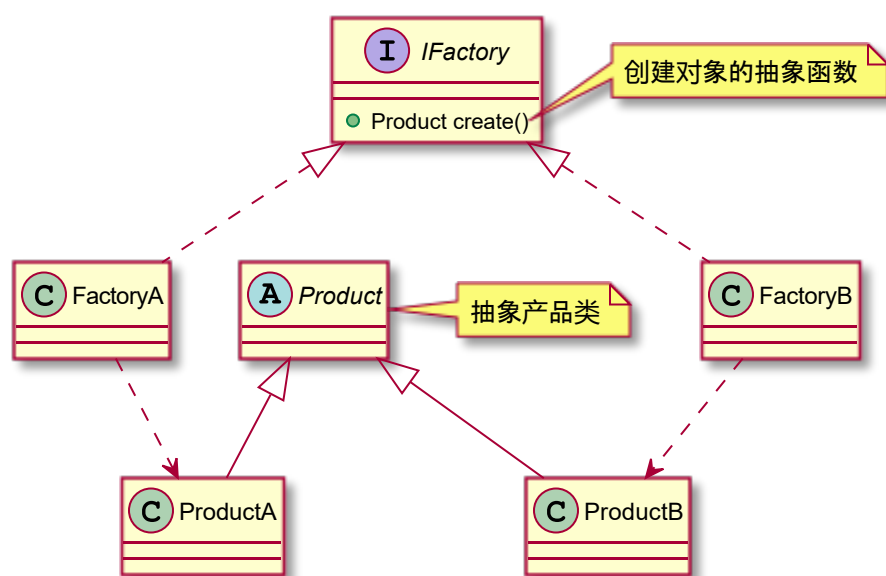 I IFactory
创建对象的抽象函数
Product create()
C FactoryA
A Product
抽象产品类
C FactoryB
C ProductA
C ProductB